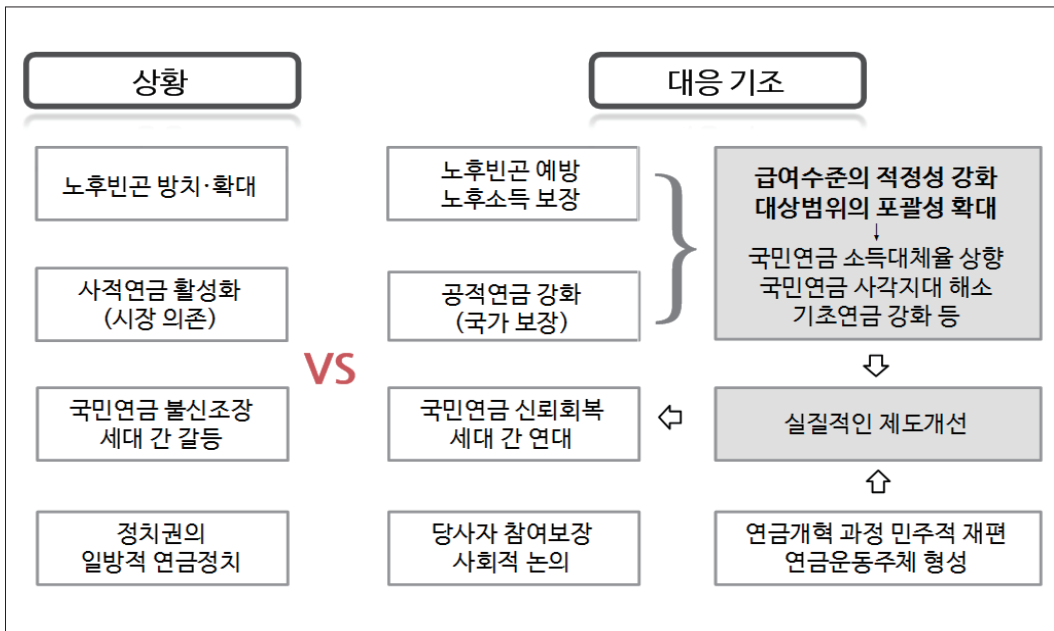 상황
대응 기조
노후빈곤 방치·확대
노후빈곤 예방
노후소득 보장
급여수준의 적정성 강화
대상범위의 포괄성 확대
국민연금 소득대체율 상향
국민연금 사각지대 해소
기초연금 강화 등
사적연금 활성화
(시장 의존)
공적연금 강화
(국가 보장)
VS
국민연금 불신조장
세대 간 갈등
국민연금 신뢰회복
세대 간 연대
실질적인 제도개선
정치권의
일방적 연금정치
당사자 참여보장
사회적 논의
연금개혁 과정 민주적 재편
연금운동주체 형성